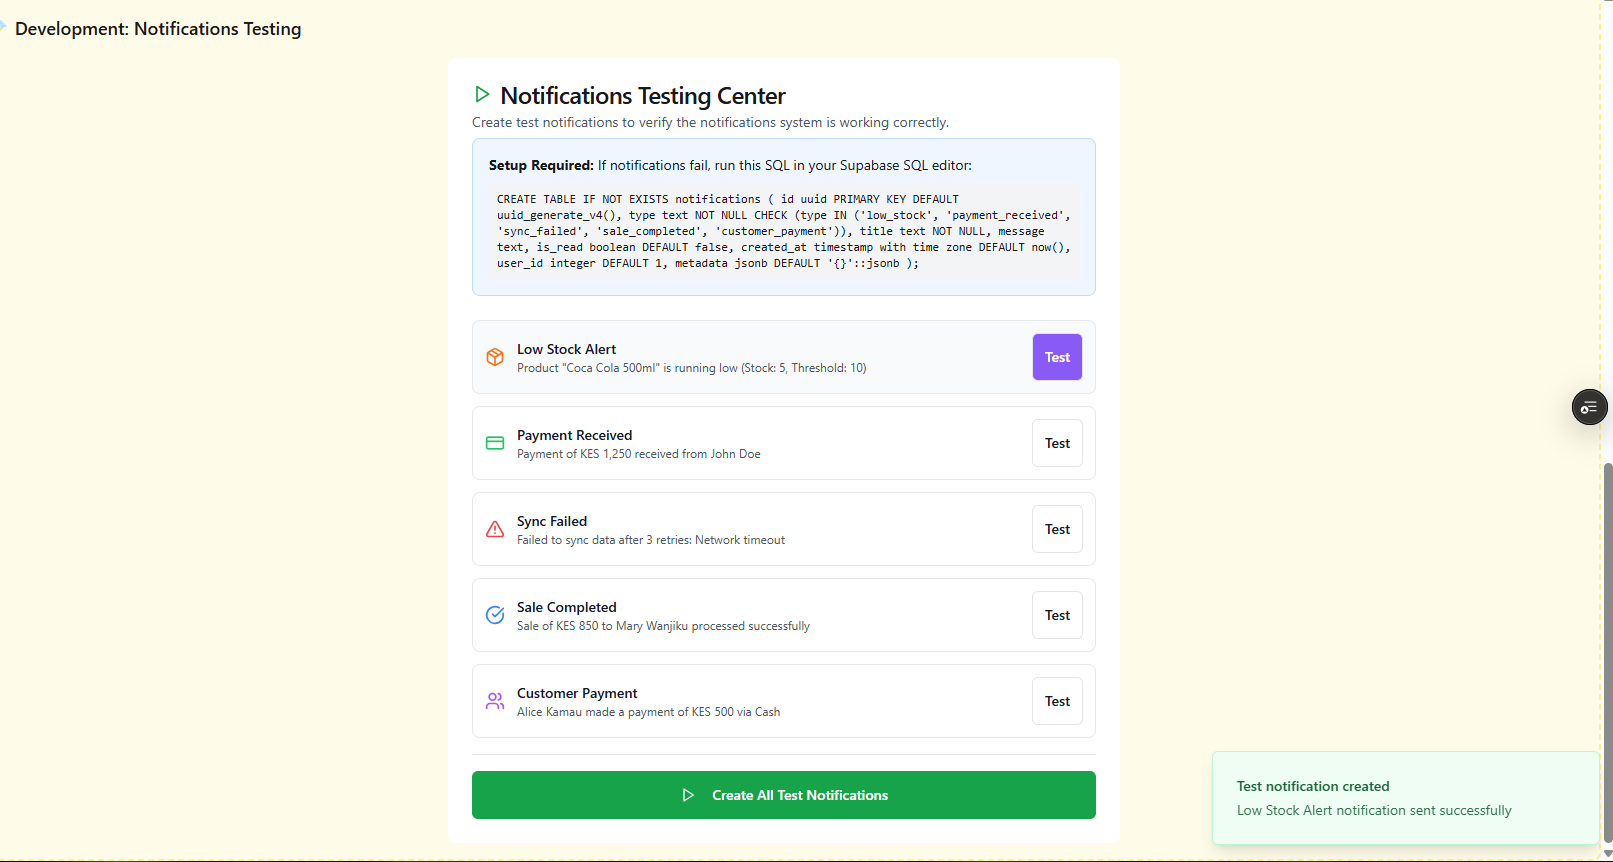 Development: Notifications Testing
Notifications Testing Center
Create test notifications to verify the notifications system is working correctly.
Setup Required: If notifications fail, run this SQL in your Supabase SQL editor:
CREATE TABLE IF NOT EXISTS notifications ( id uuid PRIMARY KEY DEFAULT
uuid_generate_v4(), type text NOT NULL CHECK (type IN ('low_stock', 'payment_received',
'sync_failed', 'sale_completed', 'customer_payment')), title text NOT NULL, message
text, is_read boolean DEFAULT false, created_at timestamp with time zone DEFAULT now(),
user_id integer DEFAULT 1, metadata jsonb DEFAULT '{}'::jsonb );
Low Stock Alert
Product "Coca Cola 500ml" is running low (Stock: 5, Threshold: 10)
Test
Payment Received
Payment of KES 1,250 received from John Doe
Test
Sync Failed
Failed to sync data after 3 retries: Network timeout
Test
Sale Completed
Sale of KES 850 to Mary Wanjiku processed successfully
Test
Customer Payment
Alice Kamau made a payment of KES 500 via Cash
Test
Create All Test Notifications
Test notification created
Low Stock Alert notification sent successfully